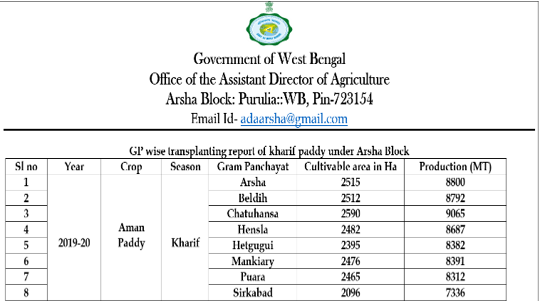 Government of West Bengal
Office of the Assistant Director of Agriculture
Arsha Block: Purulia::WB, Pin-723154
Email Id- adaarsha@gmail.com
GP wise transplanting report of kharif paddy under Arsha Block
Sl no Year Crop Season Gram Panchayat Cultivable area in Ha Production (MT)
1 2019-20 Aman Paddy Kharif Arsha 2515 8800
2 Beldih 2512 8792
3 Chatuhansa 2590 9065
4 Hensla 2482 8687
5 Hetgugui 2395 8382
6 Mankiary 2476 8391
7 Puara 2465 8312
8 Sirkabad 2096 7336